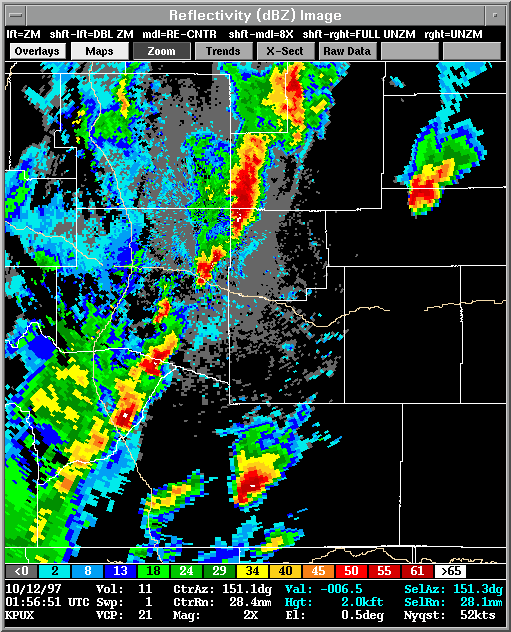 Reflectivity (dBZ) Image
lft=ZM shft-lft=DBL ZM mdl=RE-CNTR shft-mdl=8X shft-rght=FULL UNZM rght=UNZM
Overlays Maps Zoom Trends X-Sect Raw Data
<0 2 8 13 18 24 29 34 40 45 50 55 61 >65
10/12/97 Vol: 11 CtrAz: 151.1dg Val: -006.5 SelAz: 151.3dg
01:56:51 UTC Swp: 1 CtrRn: 28.4nm Hgt: 2.0kft SelRn: 28.1nm
KPUX VCP: 21 Mag: 2X El: 0.5deg Nyqst: 52kts